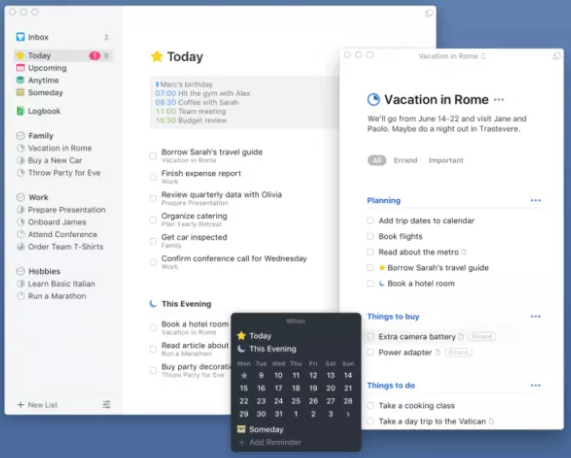 Inbox 2
Today 1 8
Upcoming
Anytime
Someday
Logbook
Family
Vacation in Rome
Buy a New Car
Throw Party for Eve
Work
Prepare Presentation
Onboard James
Attend Conference
Order Team T-Shirts
Hobbies
Learn Basic Italian
Run a Marathon
+ New List
Today
Marc's birthday
07:00 Hit the gym with Alex
08:30 Coffee with Sarah
11:00 Team meeting
15:30 Budget review
Borrow Sarah's travel guide
Vacation in Rome
Finish expense report
Work
Review quarterly data with Olivia
Prepare Presentation
Organize catering
Plan Yearly Retreat
Get car inspected
Family
Confirm conference call for Wednesday
Work
This Evening
Book a hotel room
Vacation in Rome
Read article about
Run a Marathon
Buy party decoratio
Throw Party for Eve
When
Today
This Evening
Mon Tue Wed Thu Fri Sat Sun
9 10 11 12 13 14
15 16 17 18 19 20 21
22 23 24 25 26 27 28
29 30 31 1 2 3 >
Someday
+ Add Reminder
Vacation in Rome
Vacation in Rome •••
We'll go from June 14-22 and visit Jane and
Paolo. Maybe do a night out in Trastevere.
All Errand Important
Planning •••
Add trip dates to calendar
Book flights
Read about the metro
Borrow Sarah's travel guide
Book a hotel room
Things to buy •••
Extra camera battery Errand
Power adapter Errand
Things to do •••
Take a cooking class
Take a day trip to the Vatican